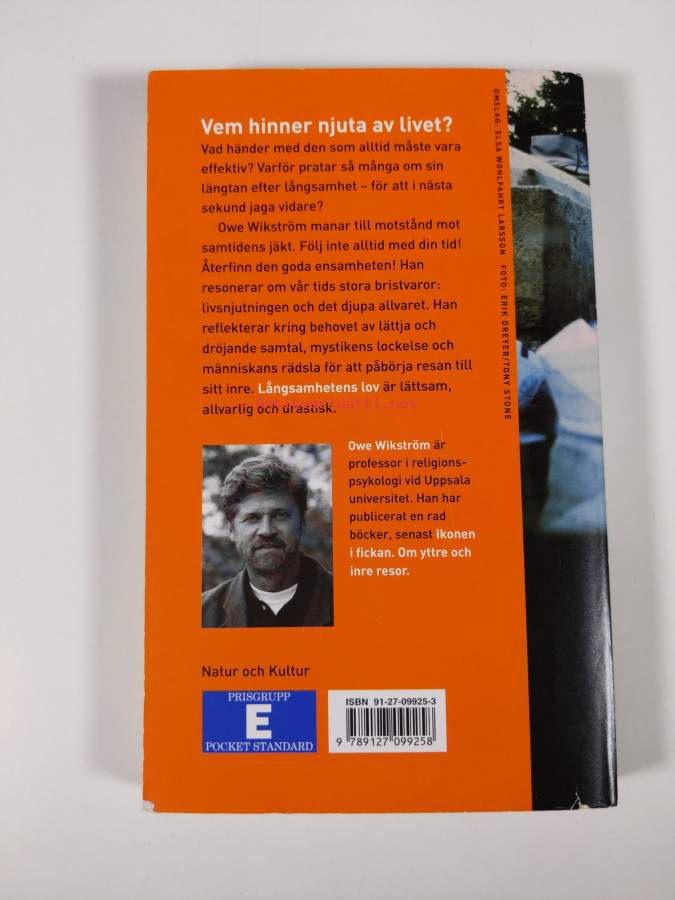 Vem hinner njuta av livet?
Vad händer med den som alltid måste vara
effektiv? Varför pratar så många om sin
längtan efter långsamhet – för att i nästa
sekund jaga vidare?
Owe Wikström manar till motstånd mot
samtidens jäkt. Följ inte alltid med din tid!
Återfinn den goda ensamheten! Han
resonerar om vår tids stora bristvaror:
livsnjutningen och det djupa allvaret. Han
reflekterar kring behovet av lättja och
dröjande samtal, mystikens lockelse och
människans rädsla för att påbörja resan till
sitt inre. Långsamhetens lov är lättsam,
allvarlig och drastisk.
Owe Wikström är
professor i religions-
psykologi vid Uppsala
universitet. Han har
publicerat en rad
böcker, senast Ikonen
i fickan. Om yttre och
inre resor.
Natur och Kultur
PRISGRUPP
E
POCKET STANDARD
ISBN 91-27-09925-3
9 789127 099258
OMSLAG: ELSA WOHLFAHRT LARSSON FOTO: ERIK DREYER/TONY STONE